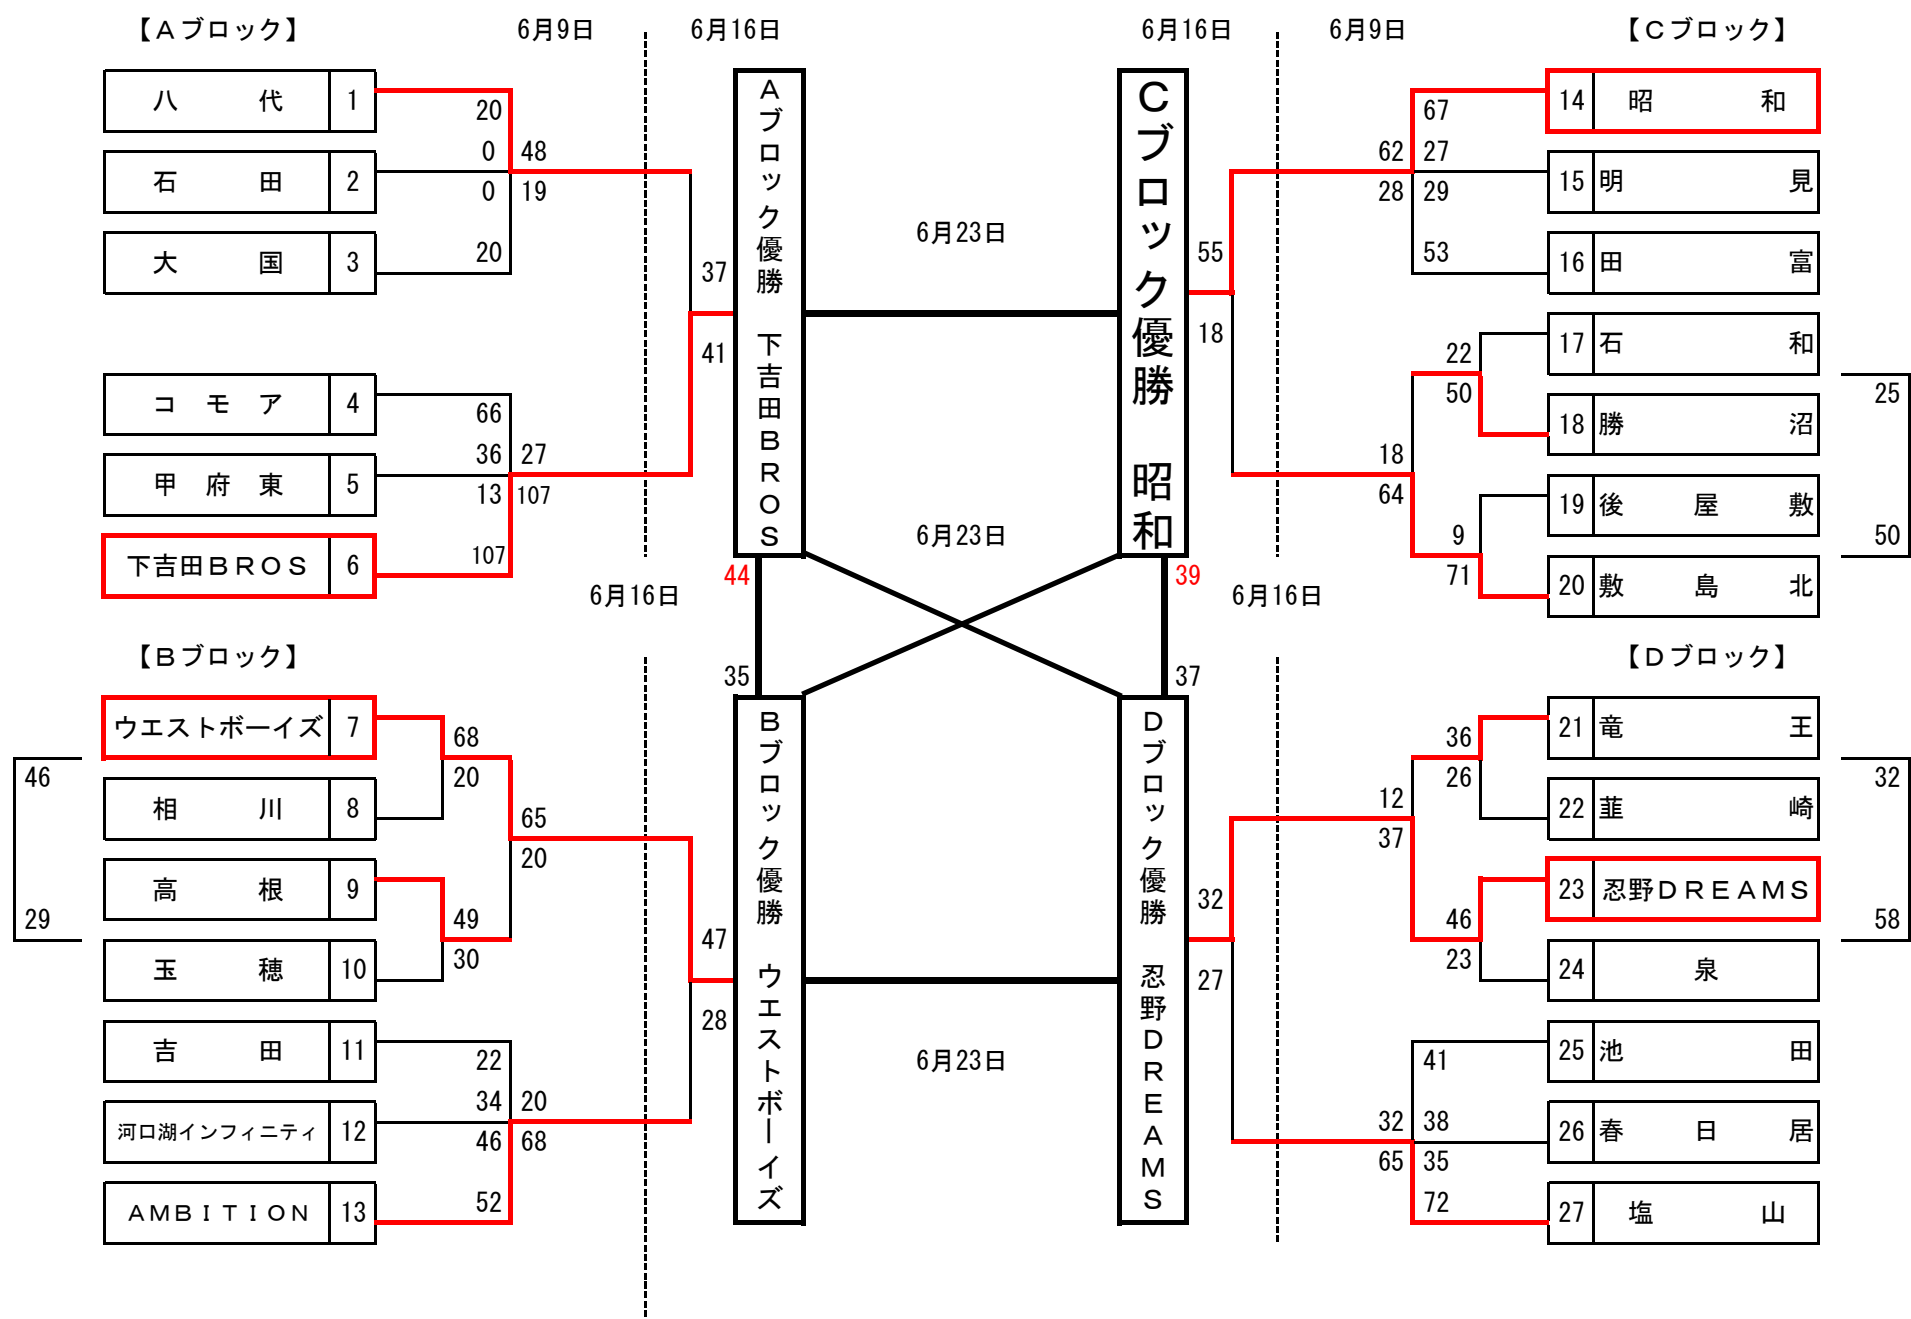 【Aブロック】
6月9日
6月16日
6月16日
6月9日
【Cブロック】
八代 1
石田 2
大国 3
コモア 4
甲府東 5
下吉田BROS 6
20
0
0
20
48
19
66
36
13
107
27
107
37
41
Aブロック優勝 下吉田BROS
6月23日
6月23日
Cブロック優勝 昭和
55
18
62
28
67
27
29
53
18
64
22
50
9
71
14 昭和
15 明見
16 田富
17 石和
18 勝沼
19 後屋敷
20 敷島北
25
50
6月16日
44
35
39
37
6月16日
【Bブロック】
【Dブロック】
46
29
ウエストボーイズ 7
相川 8
高根 9
玉穂 10
吉田 11
河口湖インフィニティ 12
AMBITION 13
68
20
49
30
65
20
22
34
46
52
20
68
47
28
Bブロック優勝 ウエストボーイズ
6月23日
Dブロック優勝 忍野DREAMS
32
27
12
37
36
26
46
23
32
65
41
38
35
72
21 竜王
22 韮崎
23 忍野DREAMS
24 泉
25 池田
26 春日居
27 塩山
32
58